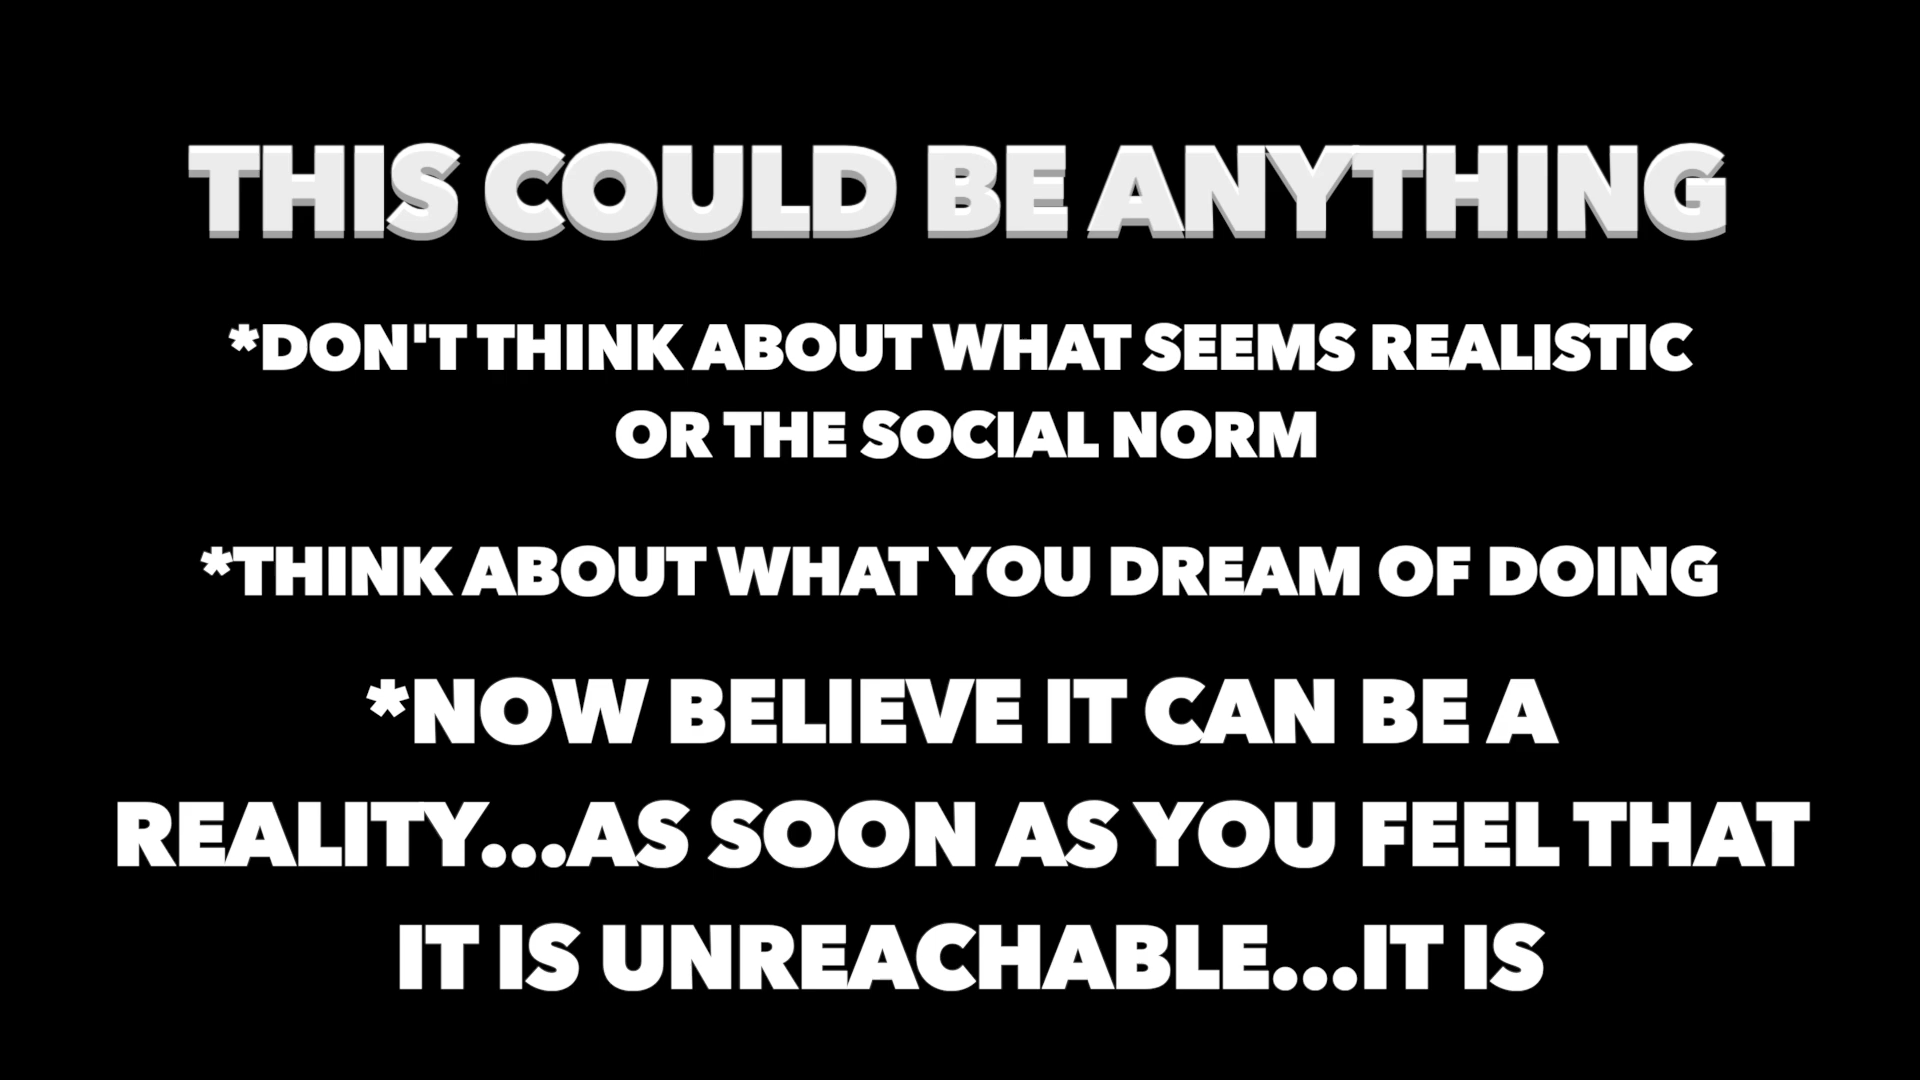 THIS COULD BE ANYTHING
*DON'T THINK ABOUT WHAT SEEMS REALISTIC
OR THE SOCIAL NORM
*THINK ABOUT WHAT YOU DREAM OF DOING
*NOW BELIEVE IT CAN BE A
REALITY...AS SOON AS YOU FEEL THAT
IT IS UNREACHABLE...IT IS